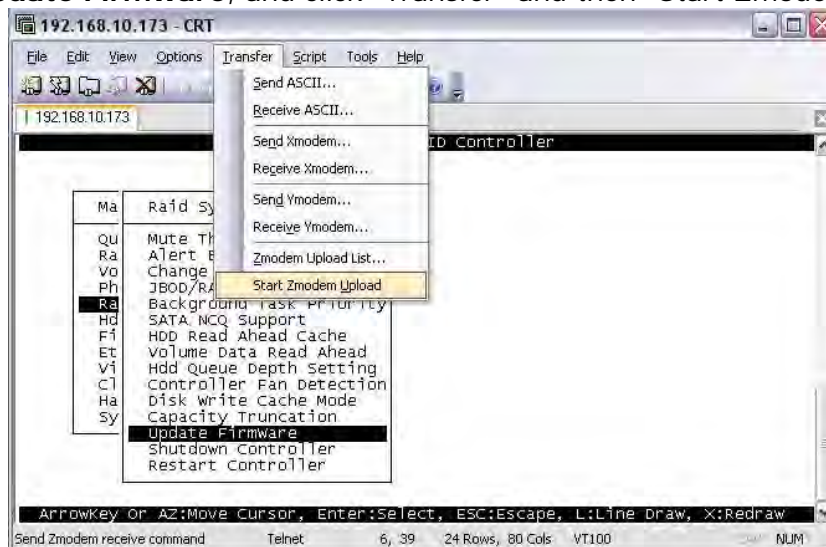 date Firmware, and click "Transfer" and then "Start Zmode
192.168.10.173 - CRT
File Edit View Options Transfer Script Tools Help
192.168.10.173
Send ASCII...
Receive ASCII...
Send Xmodem...
Receive Xmodem...
Send Ymodem...
Receive Ymodem...
Zmodem Upload List...
Start Zmodem Upload
ID Controller
Ma
Qu
Ra
Vo
Ph
Ra
Hd
Fi
Et
Vi
Cl
Ha
Sy
Raid Sy
Mute Th
Alert B
Change
JBOD/RA
Background Task Priority
SATA NCQ Support
HDD Read Ahead Cache
Volume Data Read Ahead
Hdd Queue Depth Setting
Controller Fan Detection
Disk Write Cache Mode
Capacity Truncation
Update FirmWare
Shutdown Controller
Restart Controller
ArrowKey Or AZ:Move Cursor, Enter:Select, ESC:Escape, L:Line Draw, X:Redraw
Send Zmodem receive command Telnet 6, 39 24 Rows, 80 Cols VT100 NUM